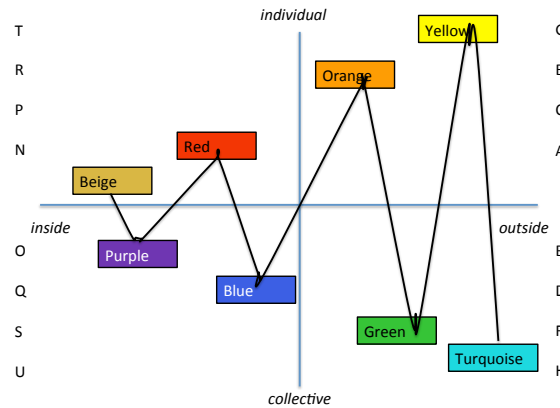 individual
T Yellow
R Orange E
P C
N Red A
Beige
inside outside
O Purple
Q Blue D
S Green F
Turquoise
U H
collective